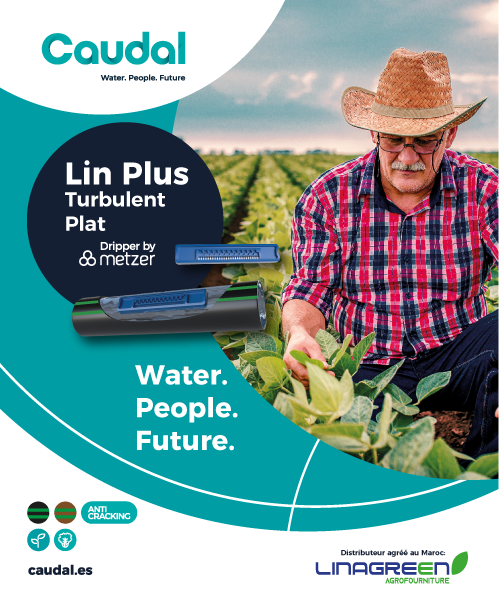 Caudal
Water. People. Future
Lin Plus
Turbulent
Plat
Dripper by
metzer
Water.
People.
Future.
ANTI
CRACKING
caudal.es
Distributeur agréé au Maroc:
LINAGREEN
AGROFOURNITURE